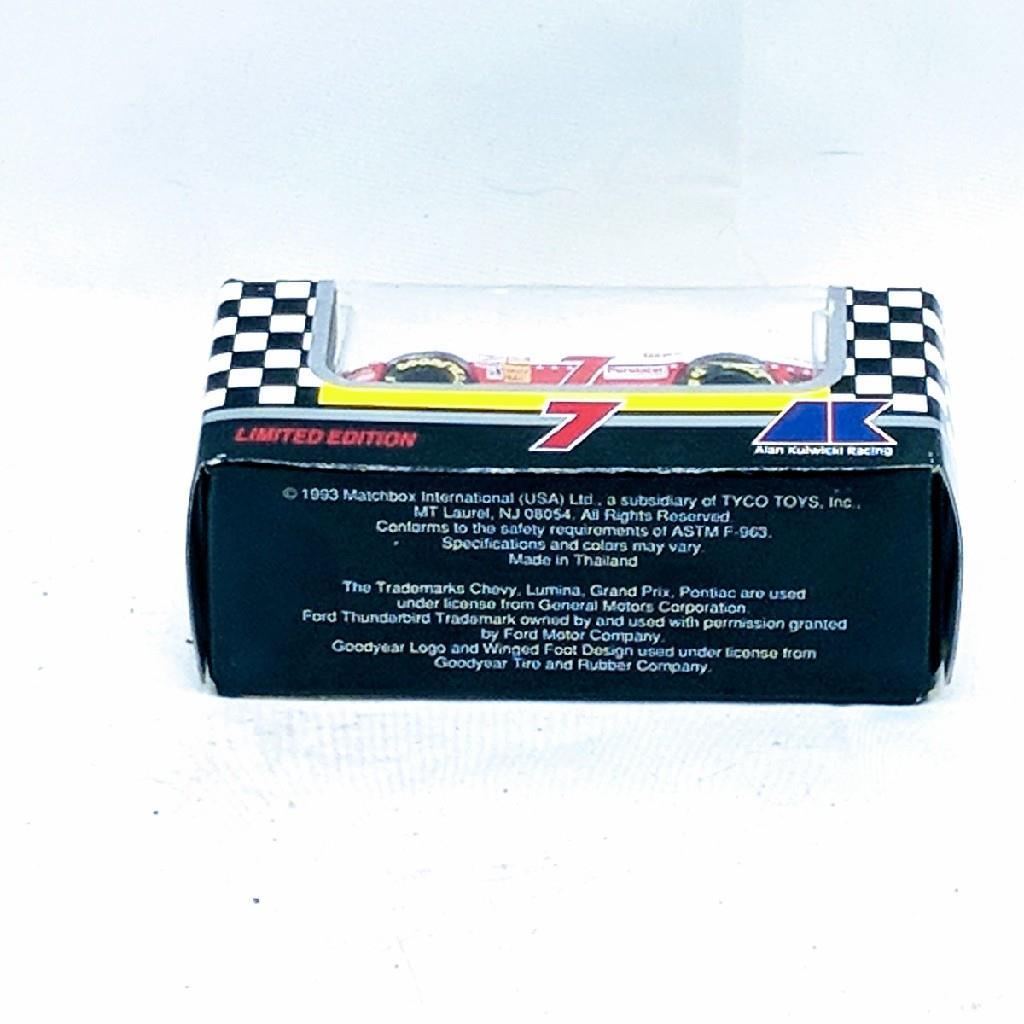 GOODYEAR
7
LIMITED EDITION
7
AK
Alan Kulwicki Racing
© 1993 Matchbox International (USA) Ltd., a subsidiary of TYCO TOYS, Inc.,
MT Laurel, NJ 08054. All Rights Reserved.
Conforms to the safety requirements of ASTM F-963.
Specifications and colors may vary.
Made in Thailand
The Trademarks Chevy, Lumina, Grand Prix, Pontiac are used
under license from General Motors Corporation.
Ford Thunderbird Trademark owned by and used with permission granted
by Ford Motor Company.
Goodyear Logo and Winged Foot Design used under license from
Goodyear Tire and Rubber Company.